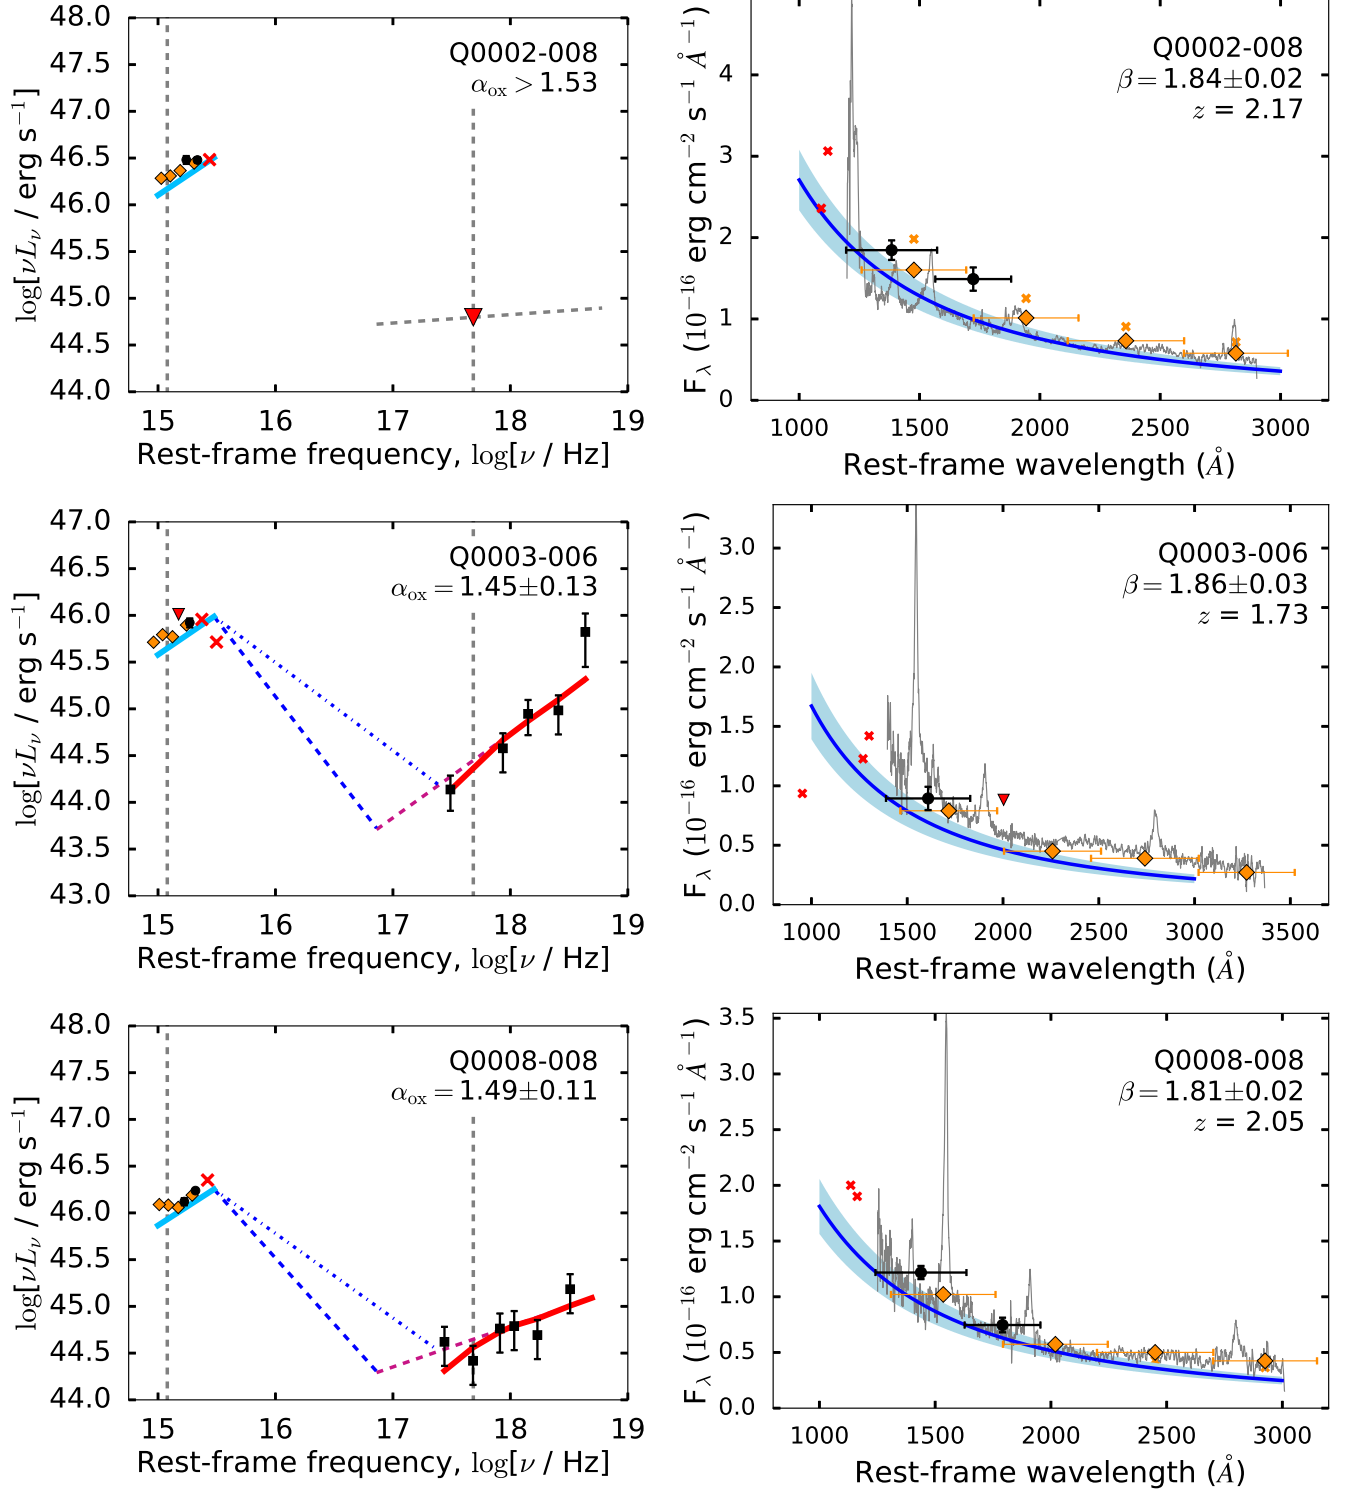 48.0
47.5
47.0
46.5
46.0
45.5
45.0
44.5
44.0
log[νLν / erg s−1]
Q0002-008
αox > 1.53
15 16 17 18 19
Rest-frame frequency, log[ν / Hz]
4
3
2
1
0
Fλ (10−16 erg cm−2 s−1 Å−1)
Q0002-008
β = 1.84±0.02
z = 2.17
1000 1500 2000 2500 3000
Rest-frame wavelength (Å)
47.0
46.5
46.0
45.5
45.0
44.5
44.0
43.5
43.0
log[νLν / erg s−1]
Q0003-006
αox = 1.45±0.13
15 16 17 18 19
Rest-frame frequency, log[ν / Hz]
3.0
2.5
2.0
1.5
1.0
0.5
0.0
Fλ (10−16 erg cm−2 s−1 Å−1)
Q0003-006
β = 1.86±0.03
z = 1.73
1000 1500 2000 2500 3000 3500
Rest-frame wavelength (Å)
48.0
47.5
47.0
46.5
46.0
45.5
45.0
44.5
44.0
log[νLν / erg s−1]
Q0008-008
αox = 1.49±0.11
15 16 17 18 19
Rest-frame frequency, log[ν / Hz]
3.5
3.0
2.5
2.0
1.5
1.0
0.5
0.0
Fλ (10−16 erg cm−2 s−1 Å−1)
Q0008-008
β = 1.81±0.02
z = 2.05
1000 1500 2000 2500 3000
Rest-frame wavelength (Å)